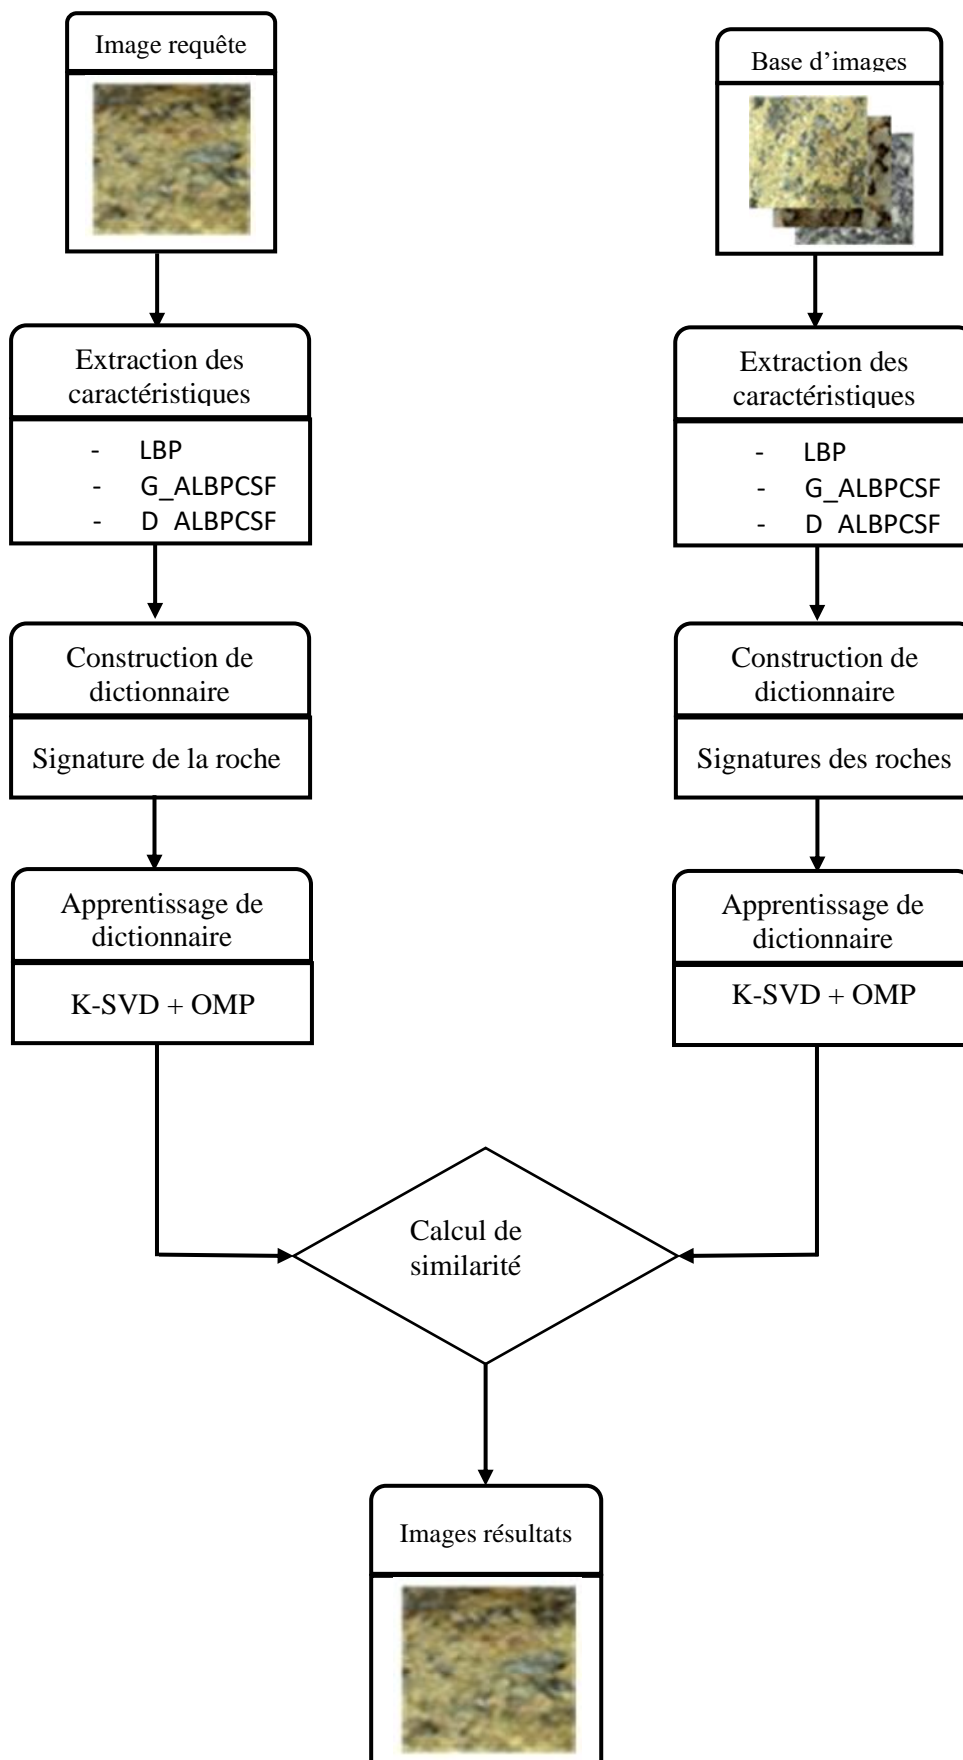 Image requête
Base d’images
Extraction des
caractéristiques
- LBP
- G_ALBPCSF
- D ALBPCSF
Extraction des
caractéristiques
- LBP
- G_ALBPCSF
- D ALBPCSF
Construction de
dictionnaire
Signature de la roche
Construction de
dictionnaire
Signatures des roches
Apprentissage de
dictionnaire
K-SVD + OMP
Apprentissage de
dictionnaire
K-SVD + OMP
Calcul de
similarité
Images résultats